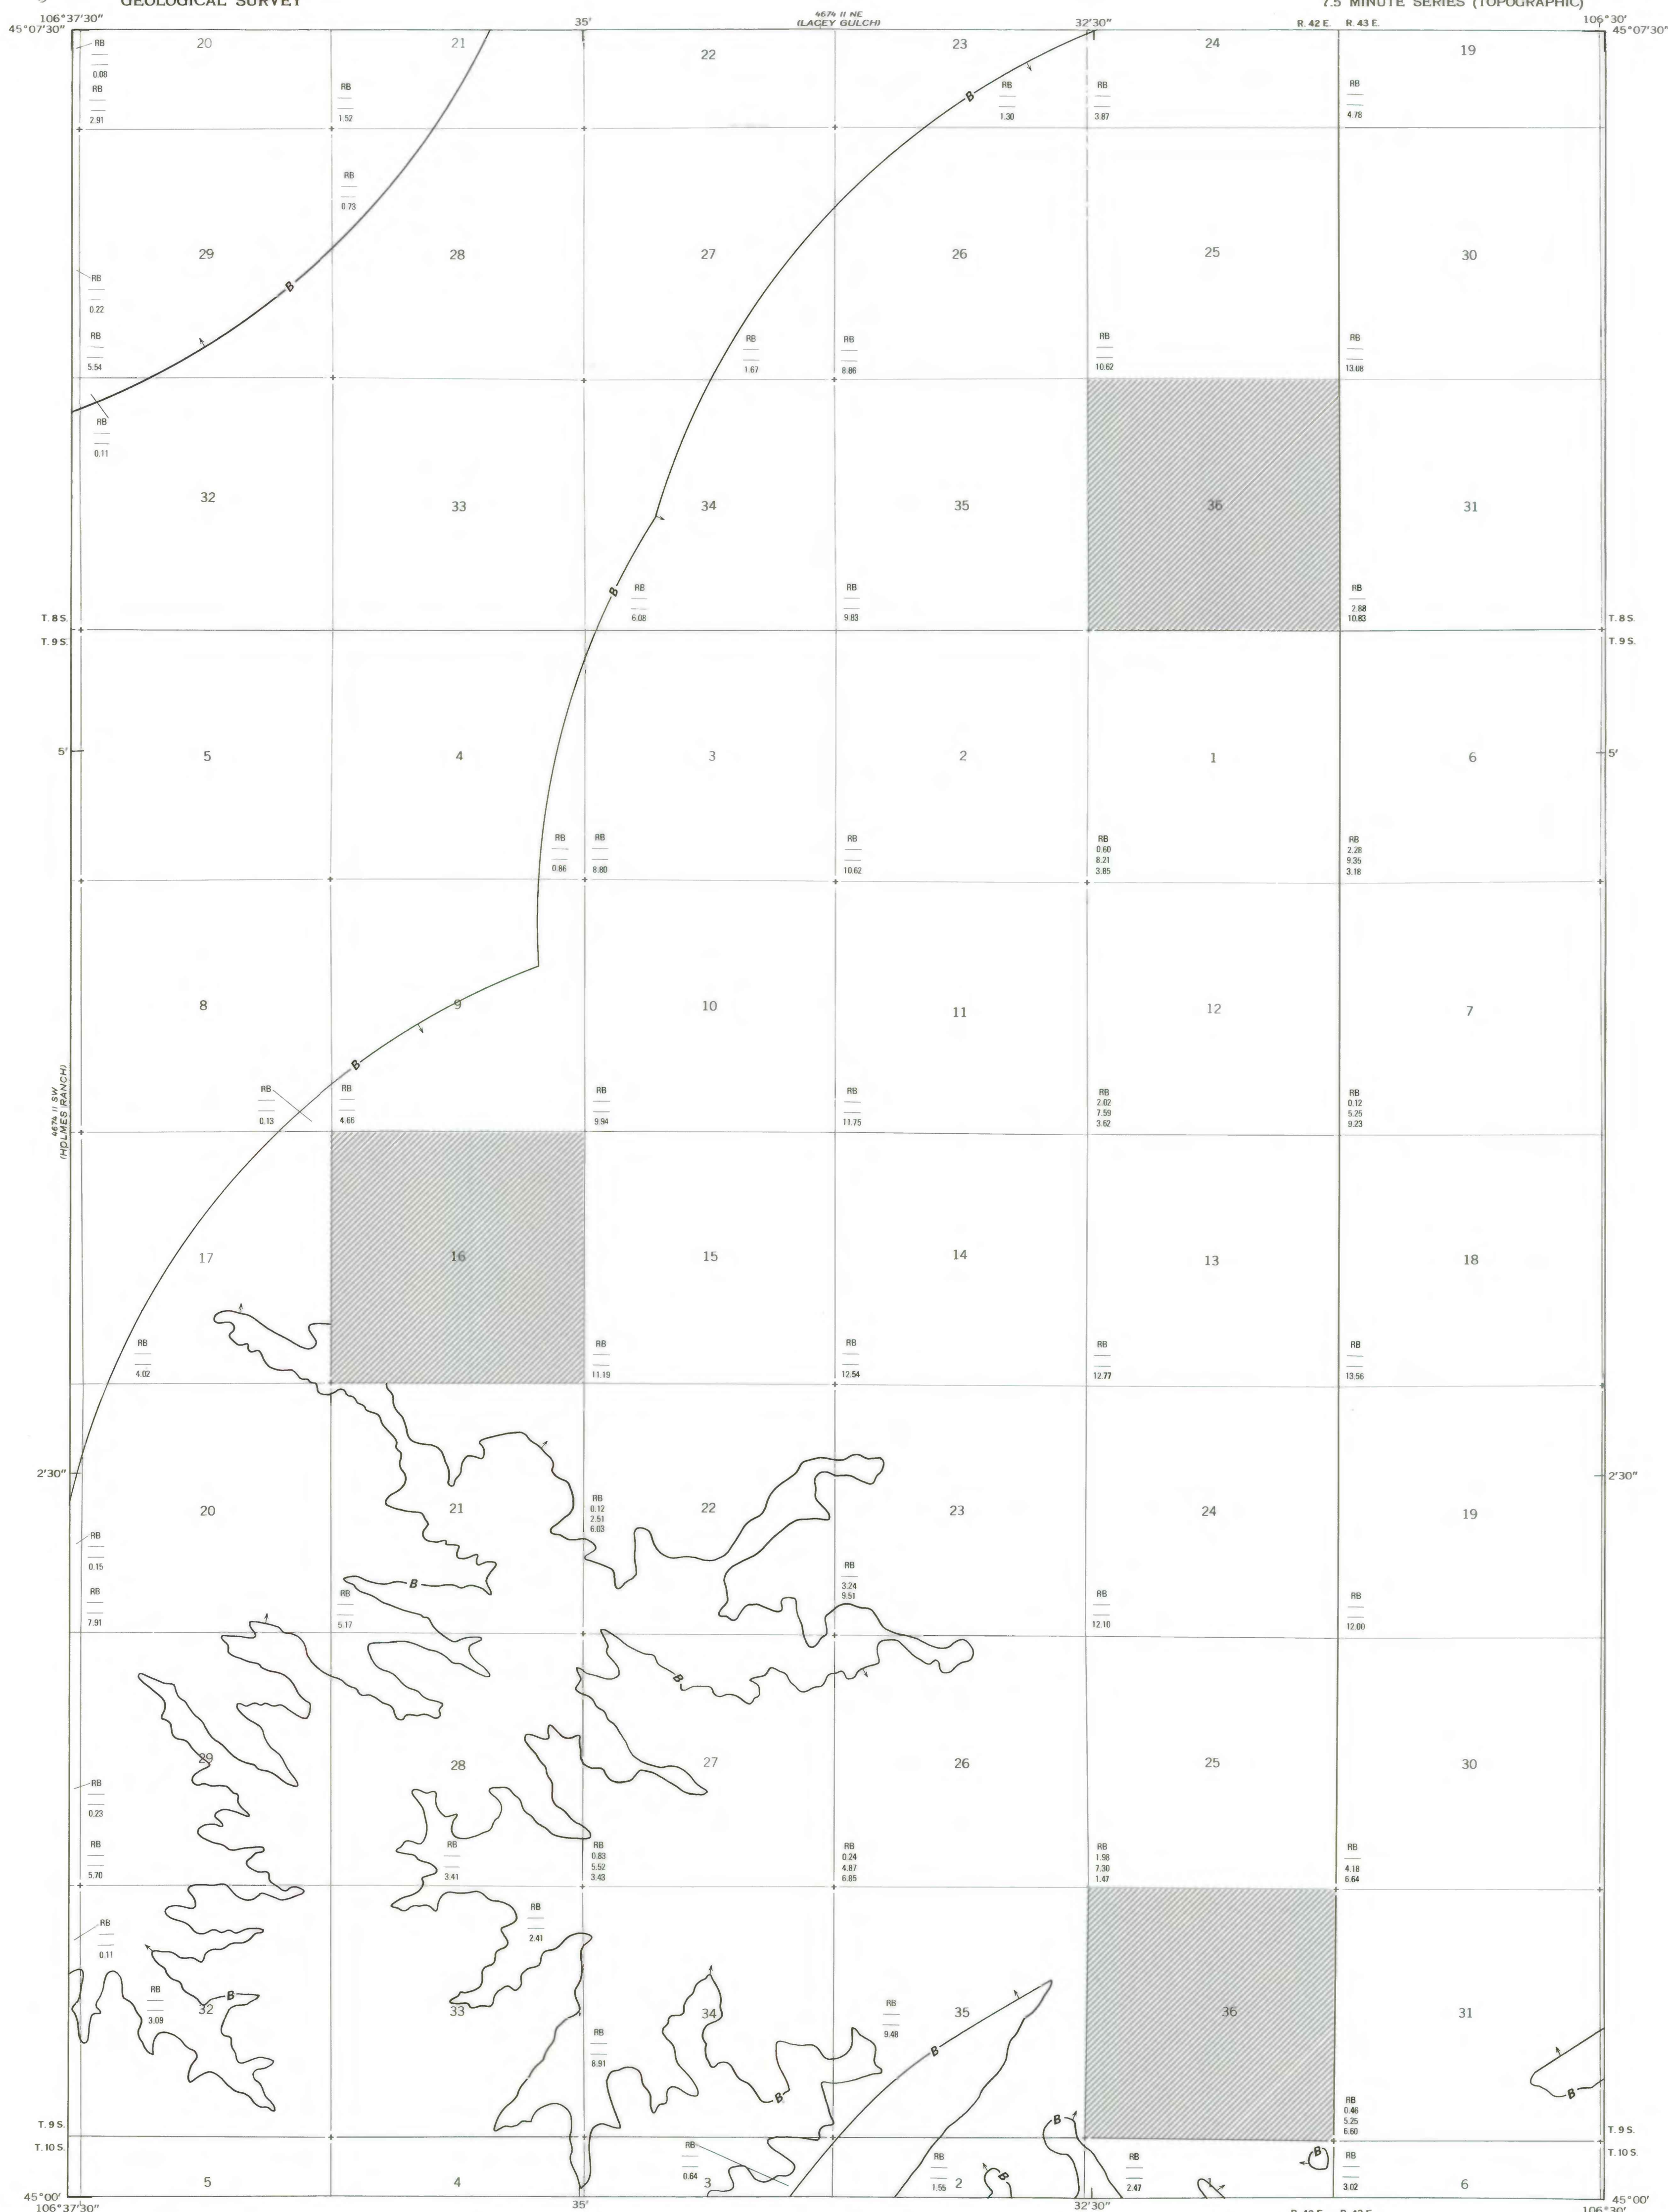 GEOLOGICAL SURVEY
7.5 MINUTE SERIES (TOPOGRAPHIC)
106°37'30" 35' 4674 II NE (LACEY GULCH) 32'30" R. 42 E. R. 43 E. 106°30'
45°07'30" 45°07'30"
20 21 22 23 24 19
RB
0.08
RB
2.91
RB
1.52
RB
1.30
RB
3.87
RB
4.78
B
RB
0.73
29 28 27 26 25 30
B
RB
0.22
RB
5.54
RB
1.67
RB
8.86
RB
10.62
RB
13.08
RB
0.11
32 33 34 35 36 31
B
RB
6.08
RB
9.83
RB
2.88
10.83
T. 8 S. T. 8 S.
T. 9 S. T. 9 S.
5' 5 4 3 2 1 6 5'
RB
0.86
RB
8.80
RB
10.62
RB
0.60
8.21
3.85
RB
2.28
9.35
3.18
8 9 10 11 12 7
B
4674 II SW
(HOLMES RANCH)
RB
0.13
RB
4.65
RB
9.94
RB
11.75
RB
2.02
7.59
3.62
RB
0.12
5.25
9.23
17 16 15 14 13 18
RB
4.02
RB
11.19
RB
12.54
RB
12.77
RB
13.56
2'30" 2'30"
20 21 22 23 24 19
RB
0.12
2.51
6.03
RB
0.15
RB
7.91
B
RB
5.17
RB
3.24
9.51
RB
12.10
RB
12.00
B
29 28 27 26 25 30
RB
0.23
RB
5.70
RB
3.41
RB
0.83
5.52
3.43
RB
0.24
4.87
6.85
RB
1.98
7.30
1.47
RB
4.18
6.64
RB
0.11
RB
2.41
32 33 34 35 36 31
B
RB
3.09
RB
8.91
RB
9.48
B
B
B
RB
0.46
5.25
6.60
T. 9 S. T. 9 S.
T. 10 S. T. 10 S.
B
B
RB
0.64
RB
1.55
B
RB
2.47
RB
3.02
5 4 3 2 1 6
45°00' 45°00'
106°37'30" 35' 32'30"